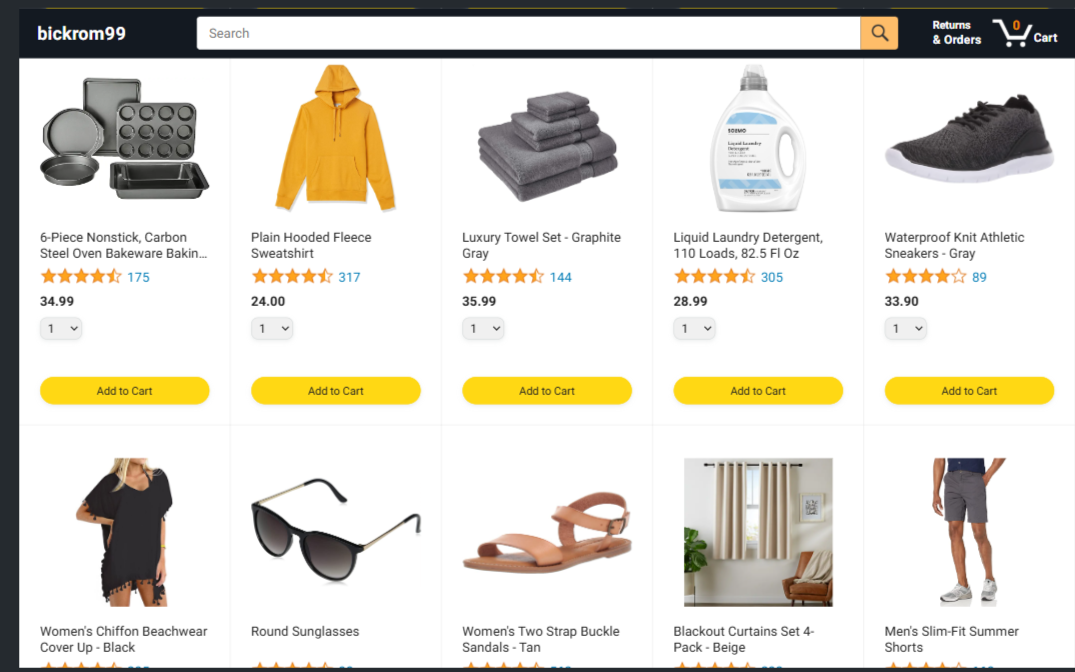 bickrom99
Search
Returns
& Orders
0
Cart
6-Piece Nonstick, Carbon
Steel Oven Bakeware Bakin...
175
34.99
1
Add to Cart
Plain Hooded Fleece
Sweatshirt
317
24.00
1
Add to Cart
Luxury Towel Set - Graphite
Gray
144
35.99
1
Add to Cart
SOLIMO
Liquid Laundry
Detergent
Liquid Laundry Detergent,
110 Loads, 82.5 Fl Oz
305
28.99
1
Add to Cart
Waterproof Knit Athletic
Sneakers - Gray
89
33.90
1
Add to Cart
Women's Chiffon Beachwear
Cover Up - Black
Round Sunglasses
Women's Two Strap Buckle
Sandals - Tan
Blackout Curtains Set 4-
Pack - Beige
Men's Slim-Fit Summer
Shorts